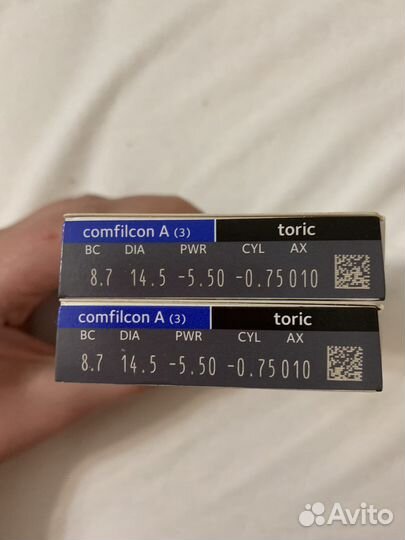 comfilcon A (3) toric
BC DIA PWR CYL AX
8.7 14.5 -5.50 -0.75 010
comfilcon A (3) toric
BC DIA PWR CYL AX
8.7 14.5 -5.50 -0.75 010
Avito